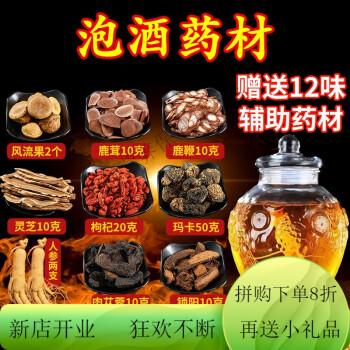 泡酒药材
赠送12味
辅助药材
风流果2个
鹿茸10克
鹿鞭10克
灵芝10克
枸杞20克
玛卡50克
人参两支
肉苁蓉10克
锁阳10克
拼购下单8折
新店开业 狂欢不断 再送小礼品